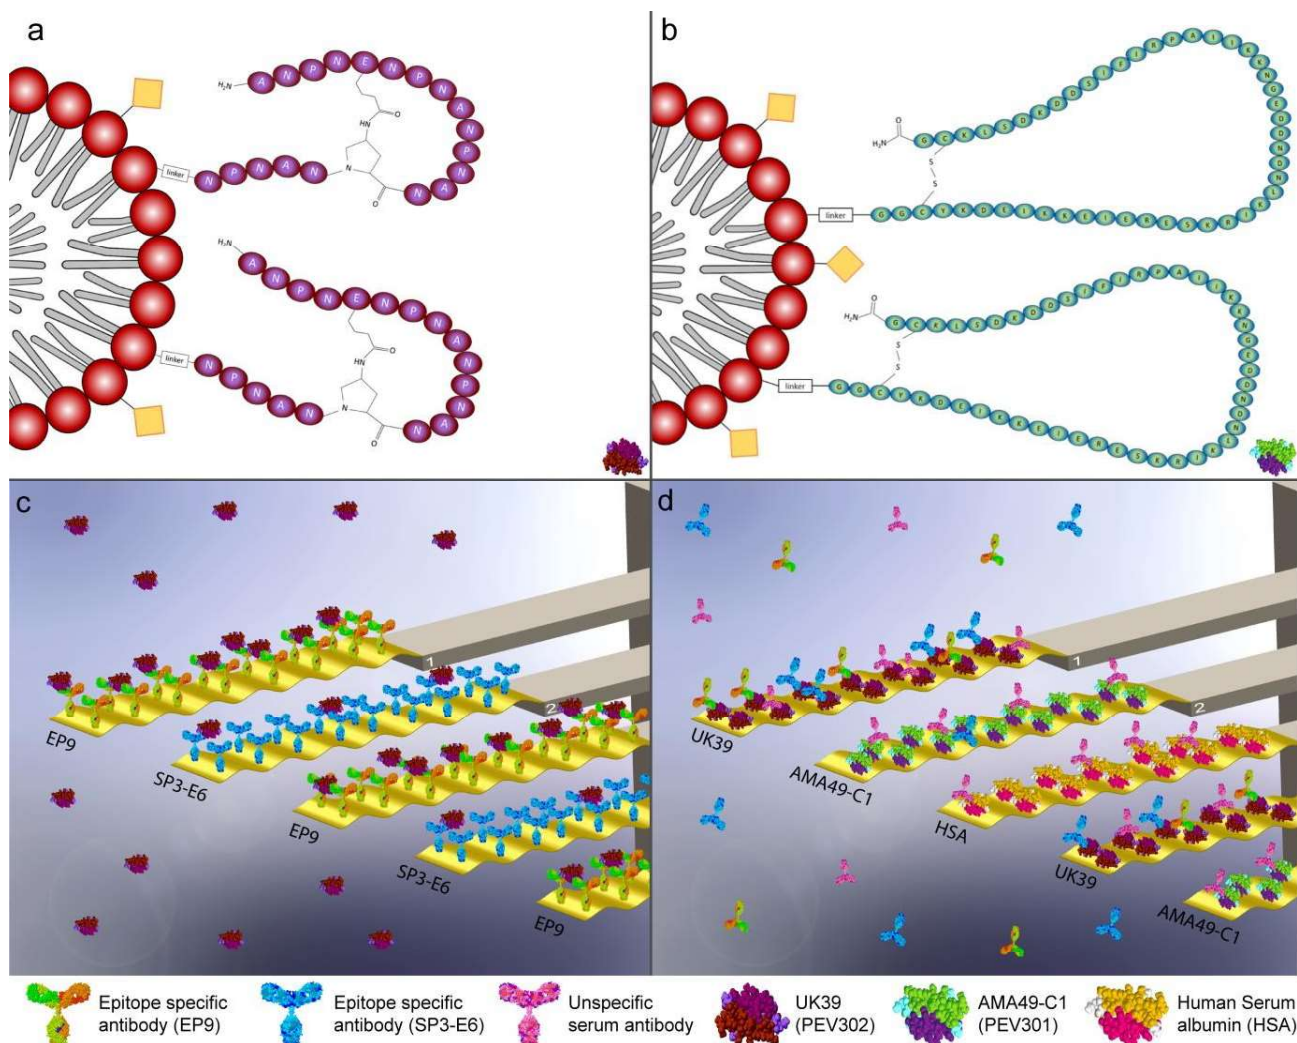 a
H₂N
A N P N E N P N A N P N A N
O
HN
linker
N P N A N
N
O
H₂N
A N P N E N P N A N P N A N
O
HN
linker
N P N A N
N
O
b
O
H₂N
G C K L S D K D D S I F I R P A I I K K N G E D D N D N L
S
S
linker
G G C Y K D E I K K E I E R E S K R I K
O
H₂N
G C K L S D K D D S I F I R P A I I K K N G E D D N D N L
S
S
linker
G G C Y K D E I K K E I E R E S K R I K
c
1
2
EP9
SP3-E6
EP9
SP3-E6
EP9
d
1
2
UK39
AMA49-C1
HSA
UK39
AMA49-C1
Epitope specific
antibody (EP9)
Epitope specific
antibody (SP3-E6)
Unspecific
serum antibody
UK39
(PEV302)
AMA49-C1
(PEV301)
Human Serum
albumin (HSA)